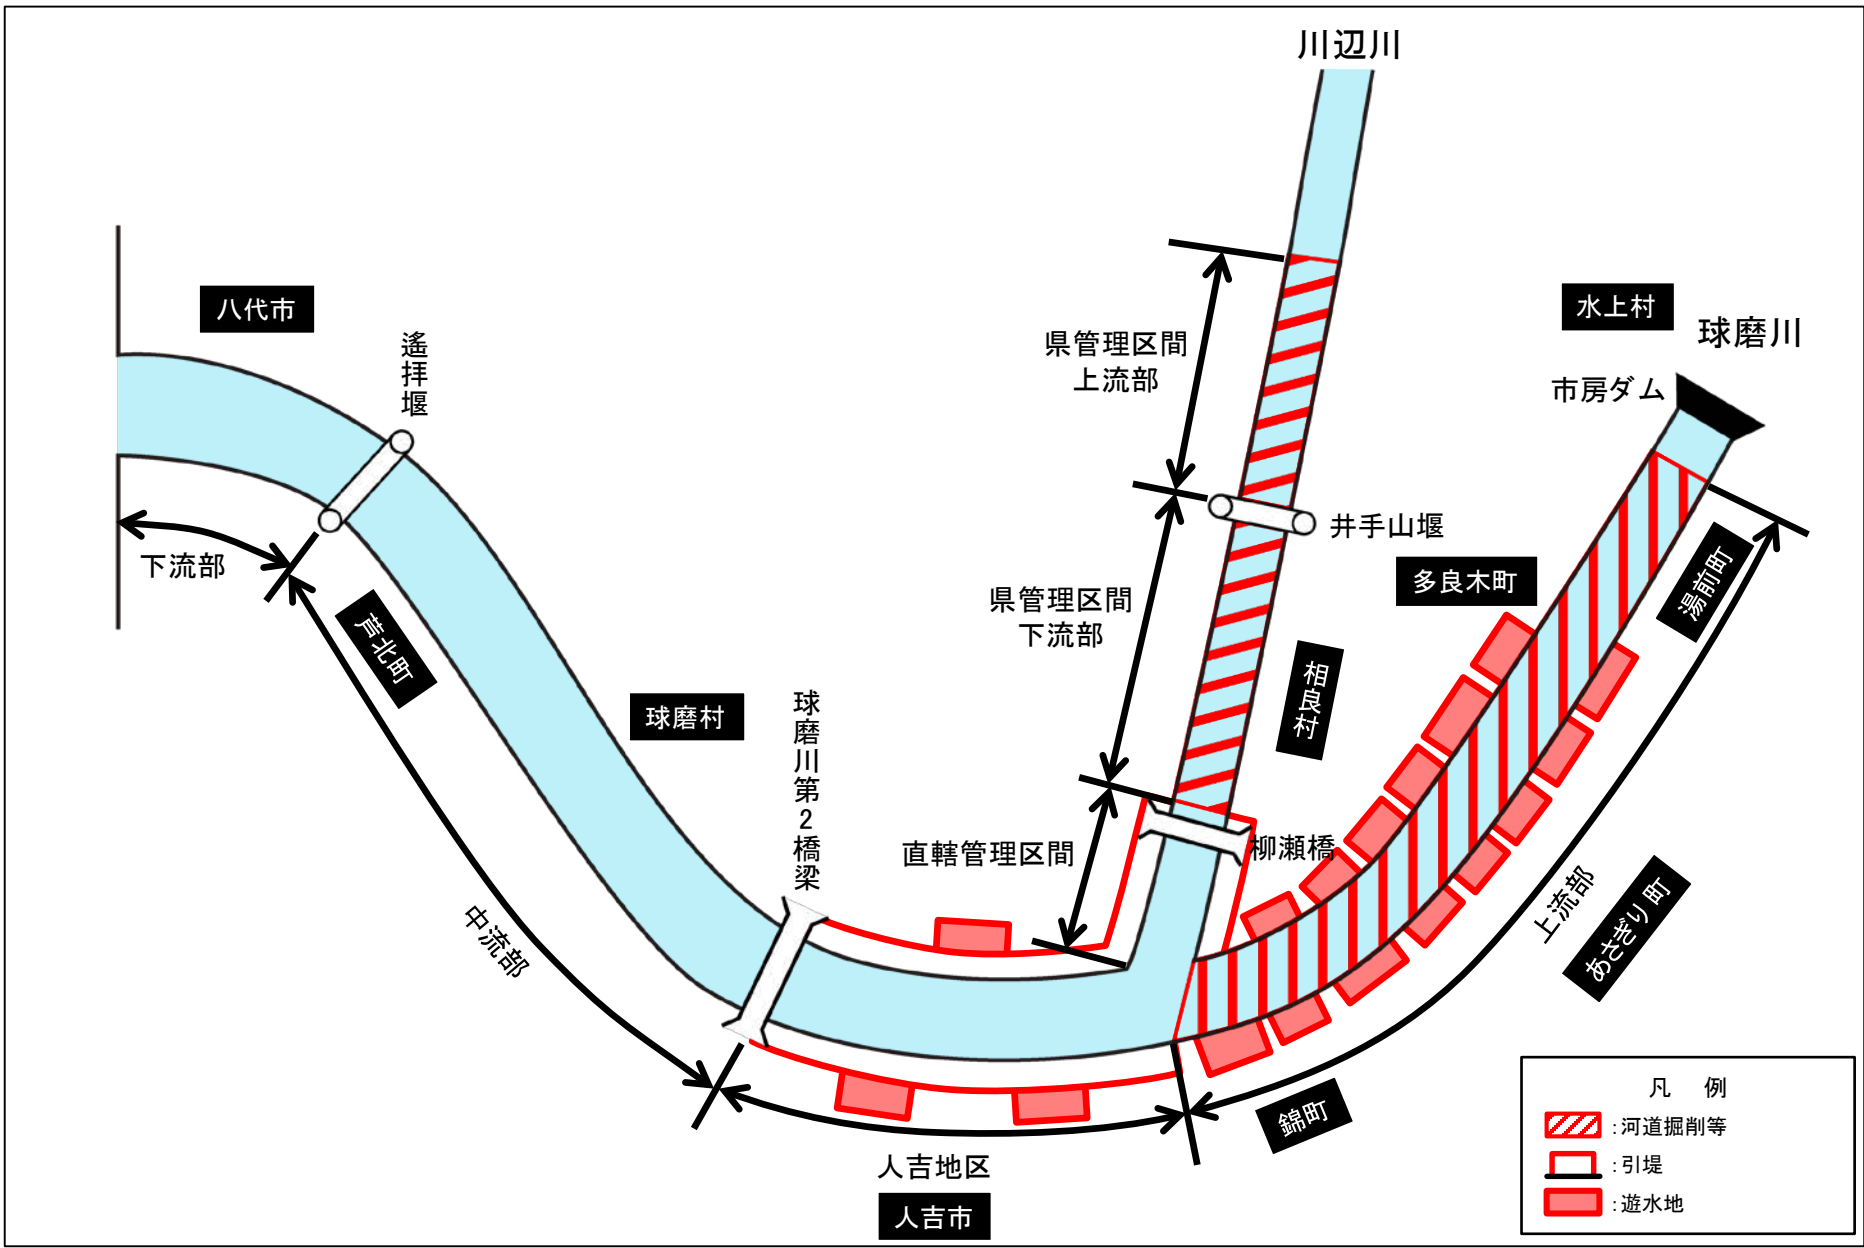 川辺川
八代市
遙拝堰
水上村
球磨川
市房ダム
県管理区間
上流部
井手山堰
多良木町
湯前町
下流部
芦北町
県管理区間
下流部
相良村
球磨村
球磨川第2橋梁
直轄管理区間
柳瀬橋
中流部
上流部
あさぎり町
錦町
人吉地区
人吉市
凡 例
:河道掘削等
:引堤
:遊水地